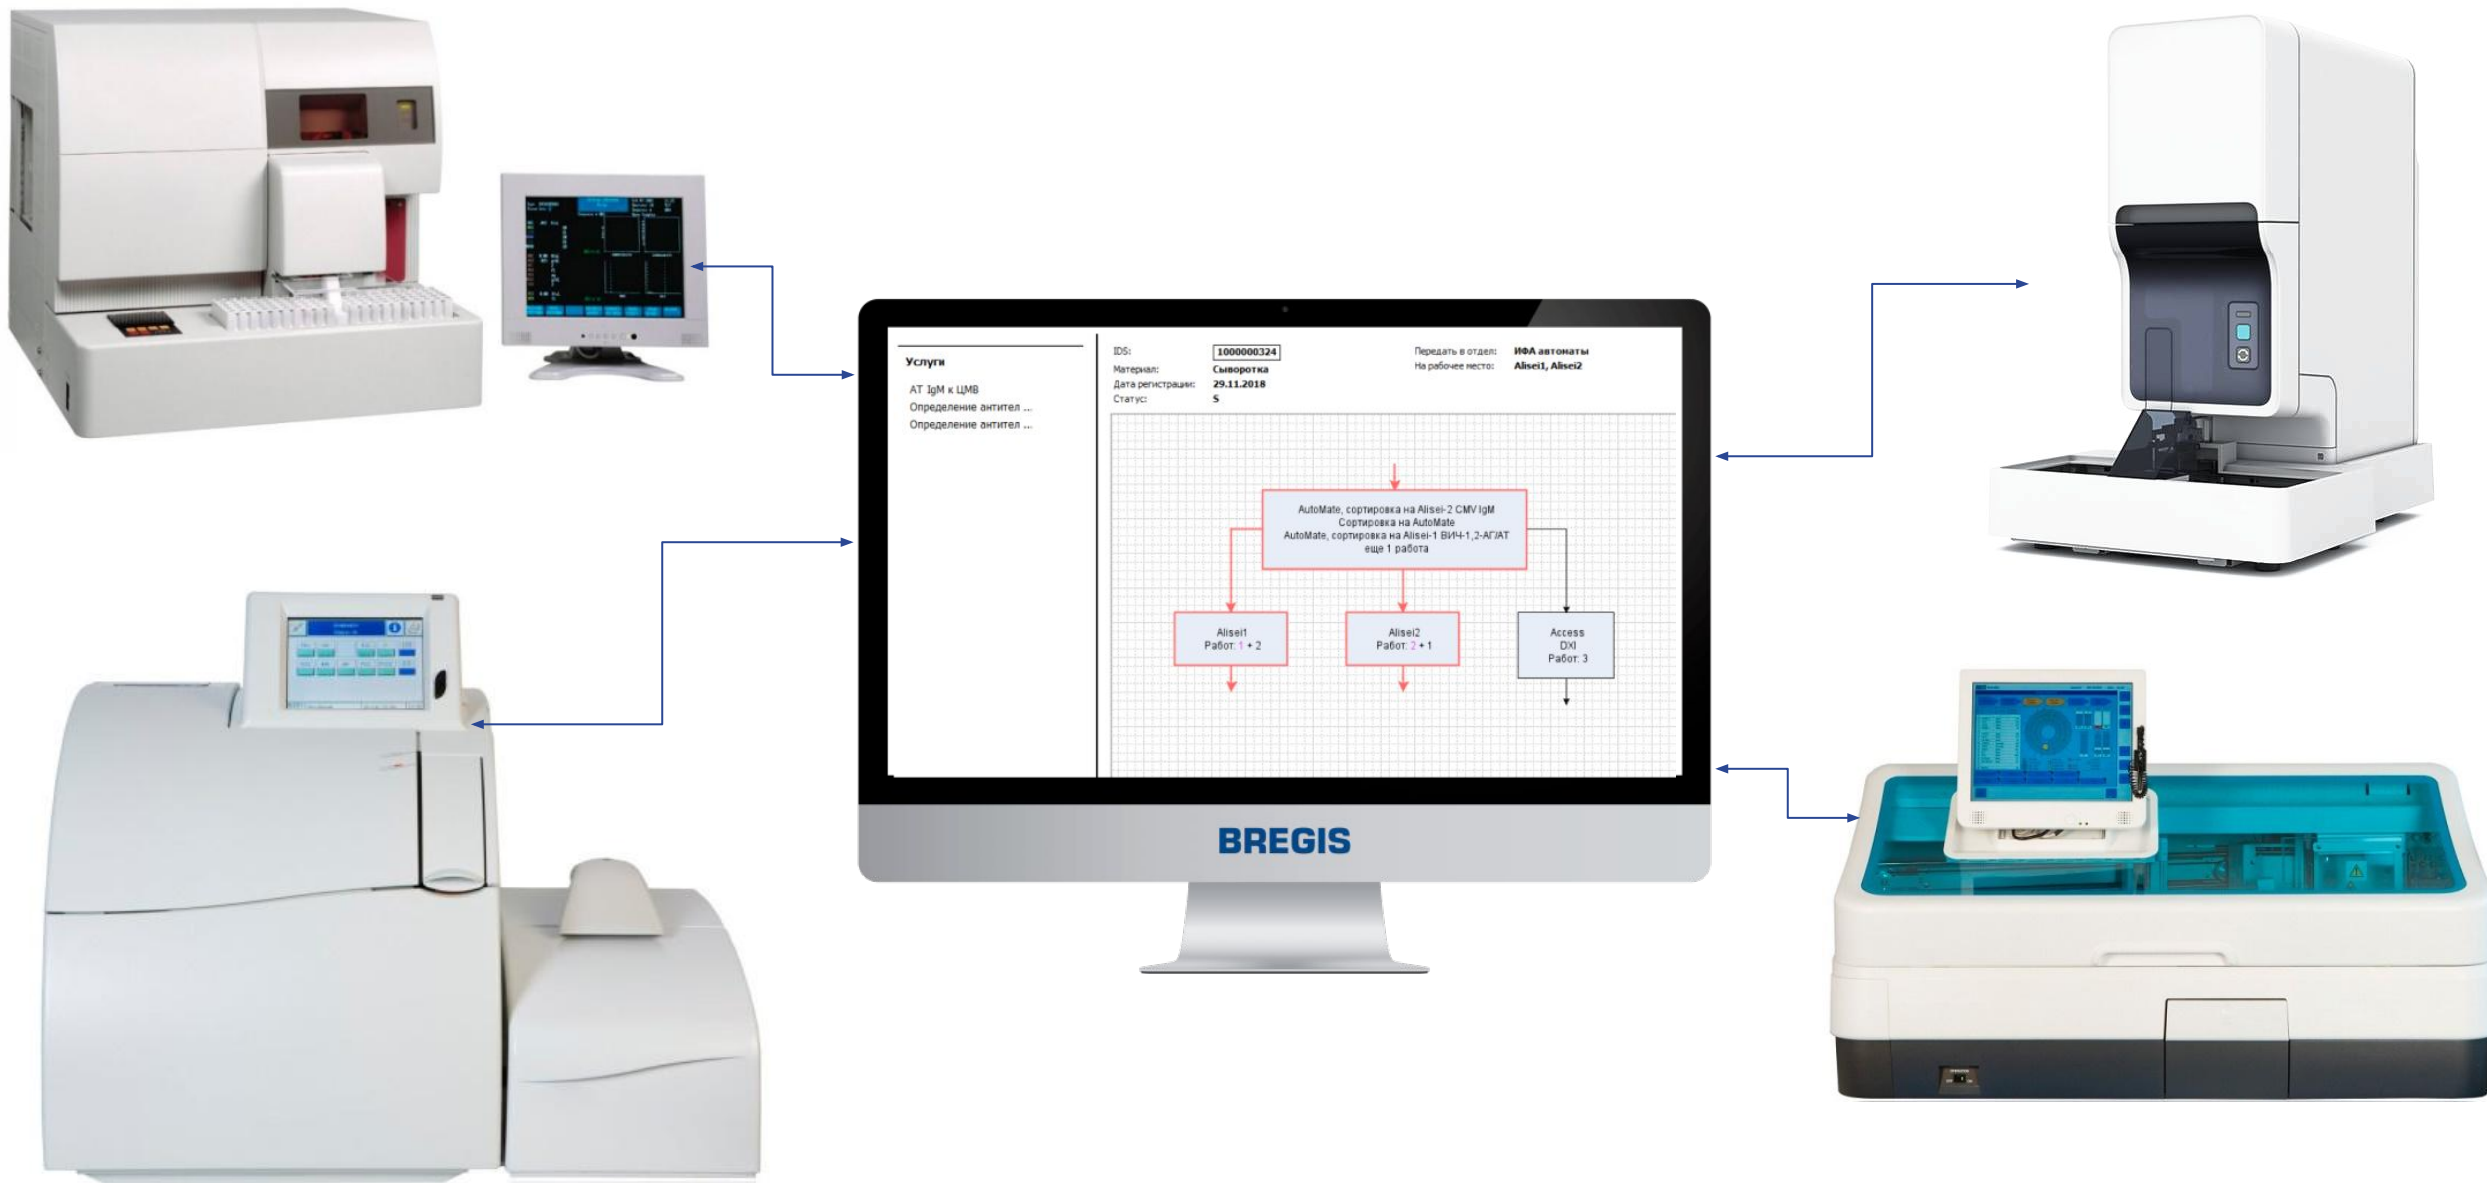 Услуги
АТ IgM к ЦМВ
Определение антител ...
Определение антител ...
IDS: 1000000324
Материал: Сыворотка
Дата регистрации: 29.11.2018
Статус: S
Передать в отдел: ИФА автоматы
На рабочее место: Alisei1, Alisei2
AutoMate, сортировка на Alisei-2 CMV IgM
Сортировка на AutoMate
AutoMate, сортировка на Alisei-1 ВИЧ-1,2-АГ/АТ
еще 1 работа
Alisei1
Работ: 1 + 2
Alisei2
Работ: 2 + 1
Access
DXI
Работ: 3
BREGIS